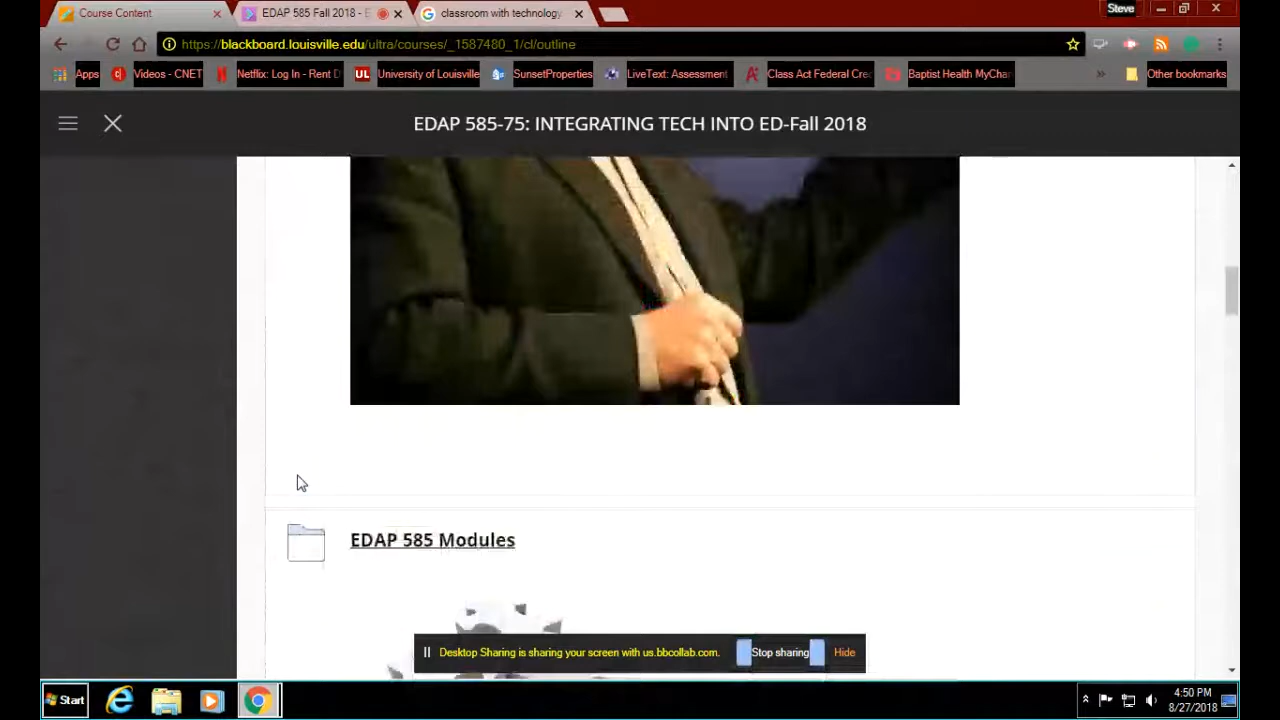 Course Content
EDAP 585 Fall 2018 - E
classroom with technology
Steve
https://blackboard.louisville.edu/ultra/courses/_1587480_1/cl/outline
Apps
Videos - CNET
Netflix: Log In - Rent D
UL
University of Louisville
SunsetProperties
LiveText: Assessment
Class Act Federal Cre
Baptist Health MyChar
»
Other bookmarks
EDAP 585-75: INTEGRATING TECH INTO ED-Fall 2018
EDAP 585 Modules
Desktop Sharing is sharing your screen with us.bbcollab.com.
Stop sharing
Hide
Start
4:50 PM
8/27/2018